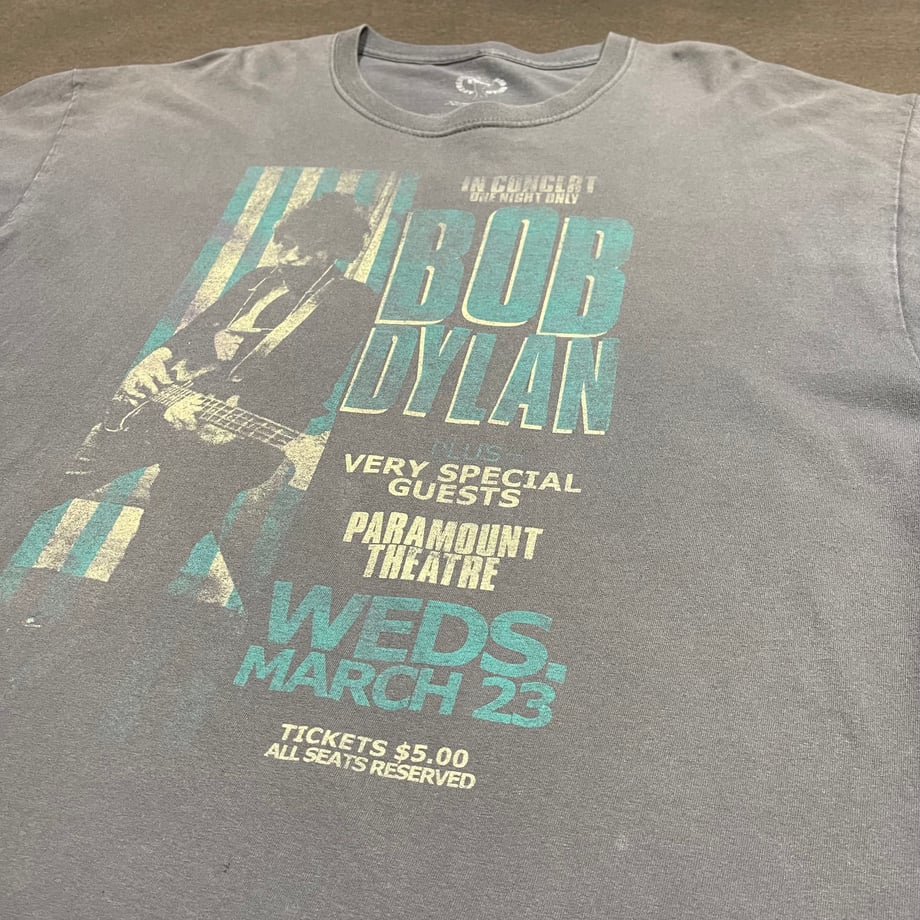 IN CONCERT
ONE NIGHT ONLY
BOB
DYLAN
PLUS
VERY SPECIAL
GUESTS
PARAMOUNT
THEATRE
WEDS.
MARCH 23
TICKETS $5.00
ALL SEATS RESERVED